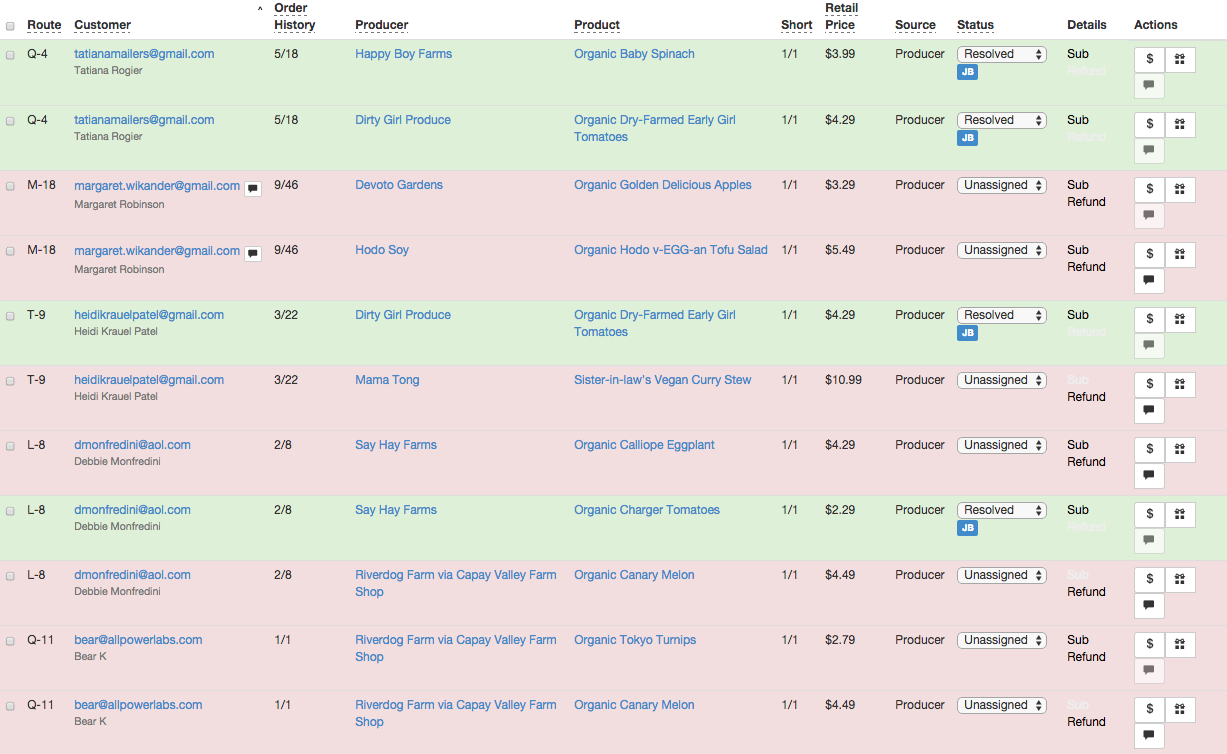 Route Customer ^ Order History Producer Product Short Retail Price Source Status Details Actions
Q-4 tatianamailers@gmail.com 5/18 Happy Boy Farms Organic Baby Spinach 1/1 $3.99 Producer Resolved Sub $
Tatiana Rogier JB Refund
Q-4 tatianamailers@gmail.com 5/18 Dirty Girl Produce Organic Dry-Farmed Early Girl 1/1 $4.29 Producer Resolved Sub $
Tatiana Rogier Tomatoes JB Refund
M-18 margaret.wikander@gmail.com 9/46 Devoto Gardens Organic Golden Delicious Apples 1/1 $3.29 Producer Unassigned Sub $
Margaret Robinson Refund
M-18 margaret.wikander@gmail.com 9/46 Hodo Soy Organic Hodo v-EGG-an Tofu Salad 1/1 $5.49 Producer Unassigned Sub $
Margaret Robinson Refund
T-9 heidikrauelpatel@gmail.com 3/22 Dirty Girl Produce Organic Dry-Farmed Early Girl 1/1 $4.29 Producer Resolved Sub $
Heidi Krauel Patel Tomatoes JB Refund
T-9 heidikrauelpatel@gmail.com 3/22 Mama Tong Sister-in-law's Vegan Curry Stew 1/1 $10.99 Producer Unassigned Sub $
Heidi Krauel Patel Refund
L-8 dmonfredini@aol.com 2/8 Say Hay Farms Organic Calliope Eggplant 1/1 $4.29 Producer Unassigned Sub $
Debbie Monfredini Refund
L-8 dmonfredini@aol.com 2/8 Say Hay Farms Organic Charger Tomatoes 1/1 $2.29 Producer Resolved Sub $
Debbie Monfredini JB Refund
L-8 dmonfredini@aol.com 2/8 Riverdog Farm via Capay Valley Farm Organic Canary Melon 1/1 $4.49 Producer Unassigned Sub $
Debbie Monfredini Shop Refund
Q-11 bear@allpowerlabs.com 1/1 Riverdog Farm via Capay Valley Farm Organic Tokyo Turnips 1/1 $2.79 Producer Unassigned Sub $
Bear K Shop Refund
Q-11 bear@allpowerlabs.com 1/1 Riverdog Farm via Capay Valley Farm Organic Canary Melon 1/1 $4.49 Producer Unassigned Sub $
Bear K Shop Refund